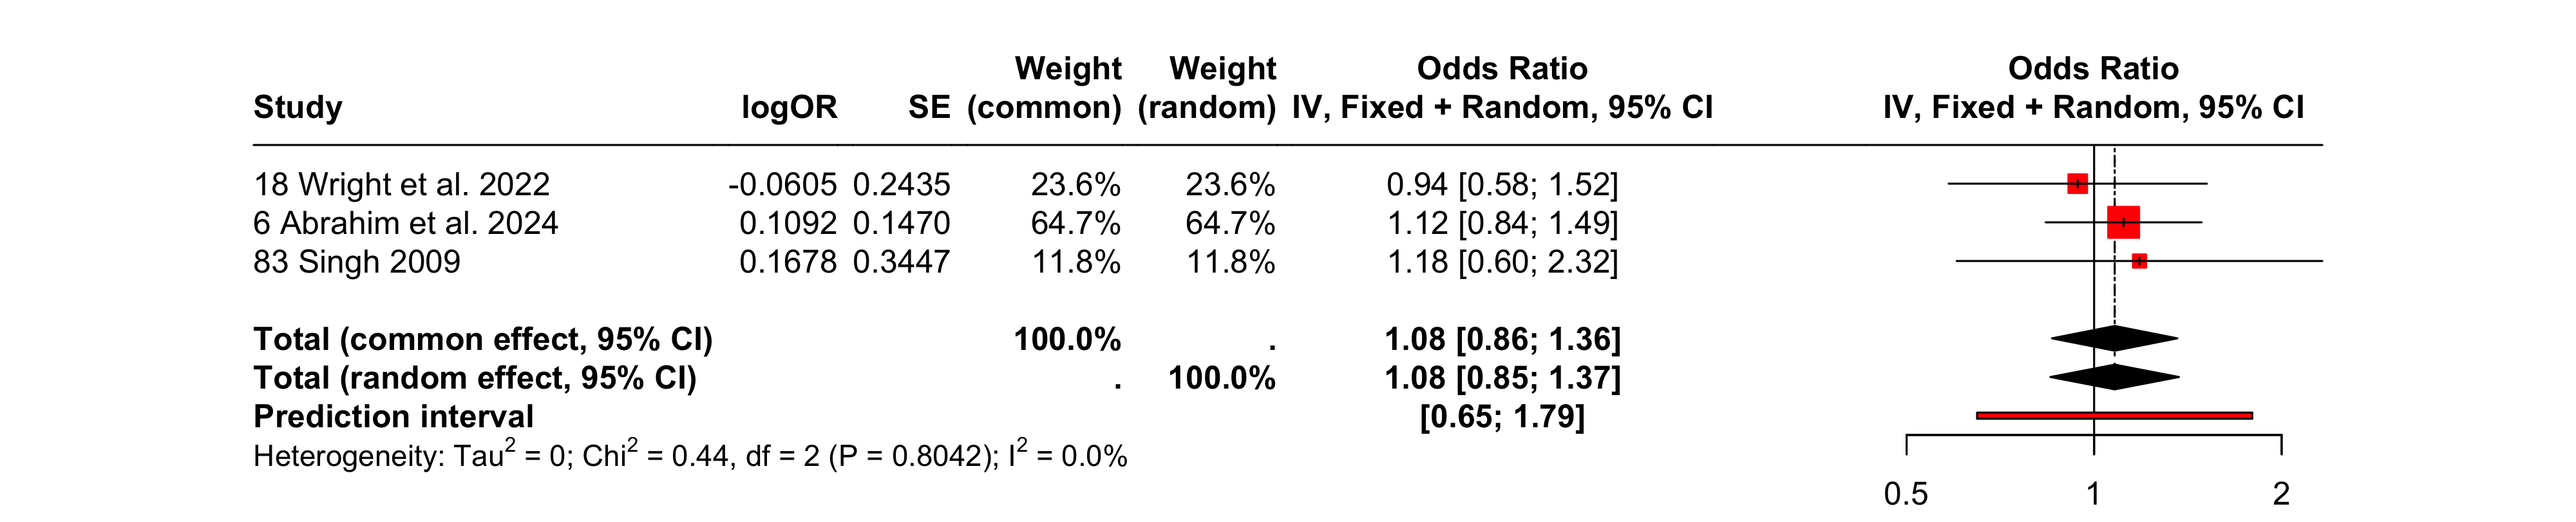 Weight Weight Odds Ratio Odds Ratio
Study logOR SE (common) (random) IV, Fixed + Random, 95% CI IV, Fixed + Random, 95% CI
18 Wright et al. 2022 -0.0605 0.2435 23.6% 23.6% 0.94 [0.58; 1.52]
6 Abrahim et al. 2024 0.1092 0.1470 64.7% 64.7% 1.12 [0.84; 1.49]
83 Singh 2009 0.1678 0.3447 11.8% 11.8% 1.18 [0.60; 2.32]
Total (common effect, 95% CI) 100.0% . 1.08 [0.86; 1.36]
Total (random effect, 95% CI) . 100.0% 1.08 [0.85; 1.37]
Prediction interval [0.65; 1.79]
Heterogeneity: Tau² = 0; Chi² = 0.44, df = 2 (P = 0.8042); I² = 0.0%
0.5 1 2